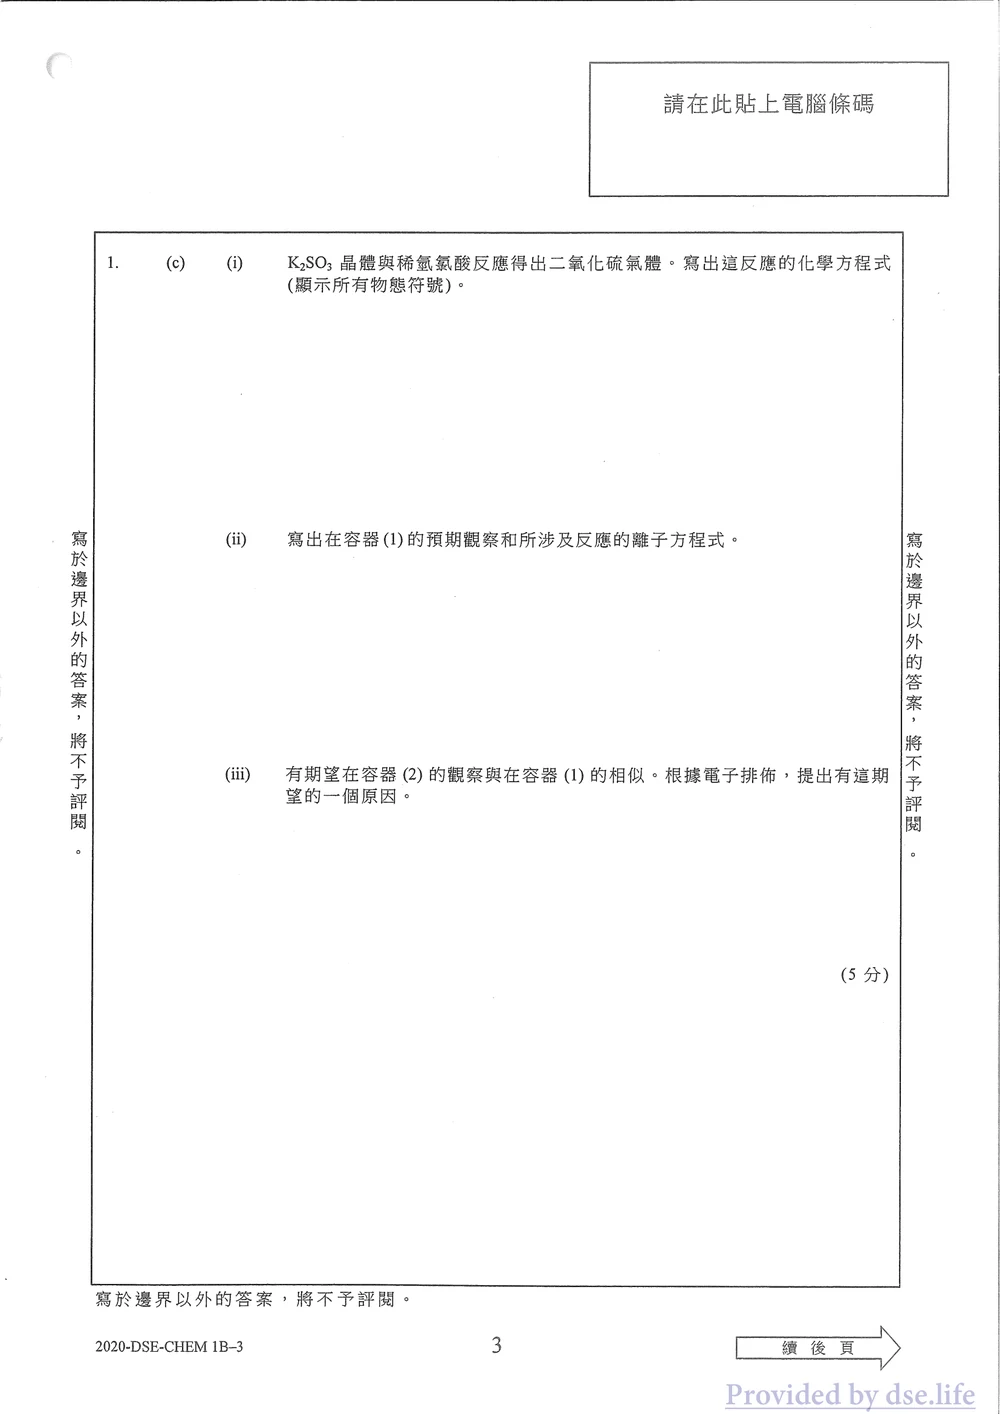 請在此貼上電腦條碼
1. (c) (i) K₂SO₃ 晶體與稀氫氯酸反應得出二氧化硫氣體。寫出這反應的化學方程式
(顯示所有物態符號)。
(ii) 寫出在容器 (1) 的預期觀察和所涉及反應的離子方程式。
(iii) 有期望在容器 (2) 的觀察與在容器 (1) 的相似。根據電子排佈，提出有這期
望的一個原因。
(5 分)
寫於邊界以外的答案，將不予評閱。
寫於邊界以外的答案，將不予評閱。
寫於邊界以外的答案，將不予評閱。
2020-DSE-CHEM 1B–3
3
續後頁
Provided by dse.life